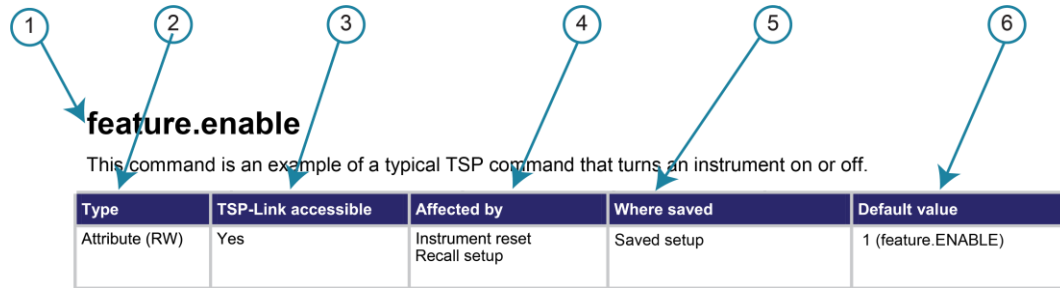 1 2 3 4 5 6
feature.enable
This command is an example of a typical TSP command that turns an instrument on or off.
Type TSP-Link accessible Affected by Where saved Default value
Attribute (RW) Yes Instrument reset Saved setup 1 (feature.ENABLE)
Recall setup